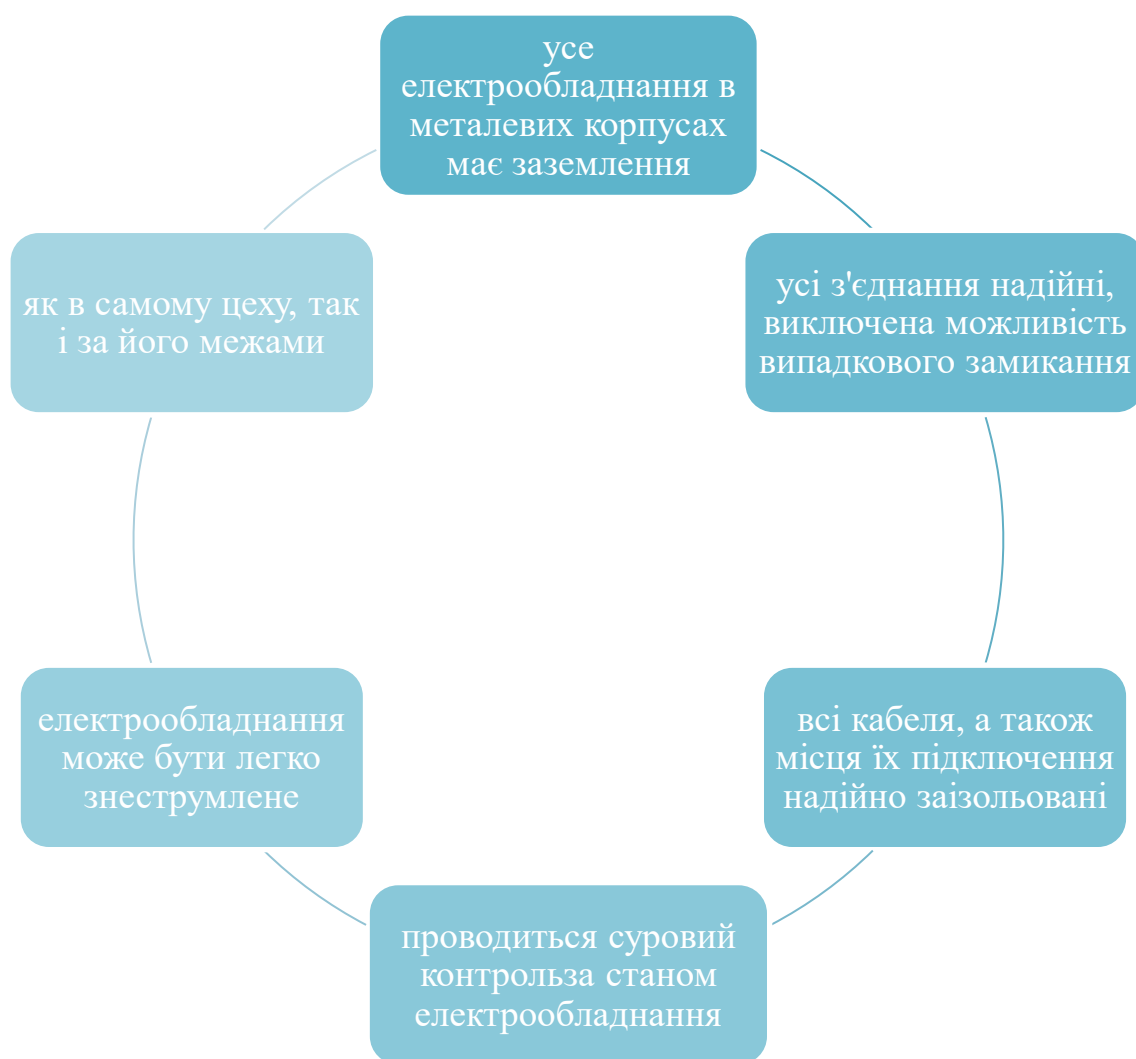 усе
електрообладнання в
металевих корпусах
має заземлення
усі з'єднання надійні,
виключена можливість
випадкового замикання
всі кабеля, а також
місця їх підключення
надійно заізольовані
проводиться суровий
контрользa станом
електрообладнання
електрообладнання
може бути легко
знеструмлене
як в самому цеху, так
і за його межами